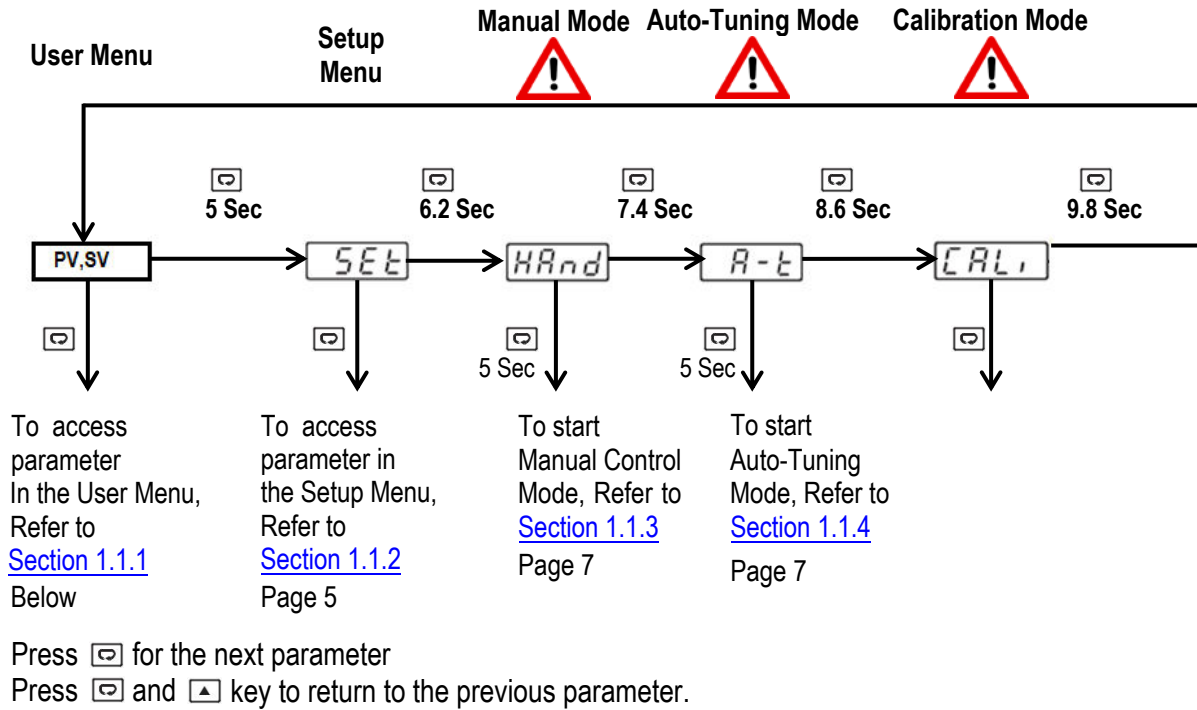 User Menu
Setup
Menu
Manual Mode
Auto-Tuning Mode
Calibration Mode
5 Sec
6.2 Sec
7.4 Sec
8.6 Sec
9.8 Sec
PV,SV
SEt
HAnd
A-t
CALi
5 Sec
5 Sec
To access
parameter
In the User Menu,
Refer to
Section 1.1.1
Below
To access
parameter in
the Setup Menu,
Refer to
Section 1.1.2
Page 5
To start
Manual Control
Mode, Refer to
Section 1.1.3
Page 7
To start
Auto-Tuning
Mode, Refer to
Section 1.1.4
Page 7
Press for the next parameter
Press and key to return to the previous parameter.